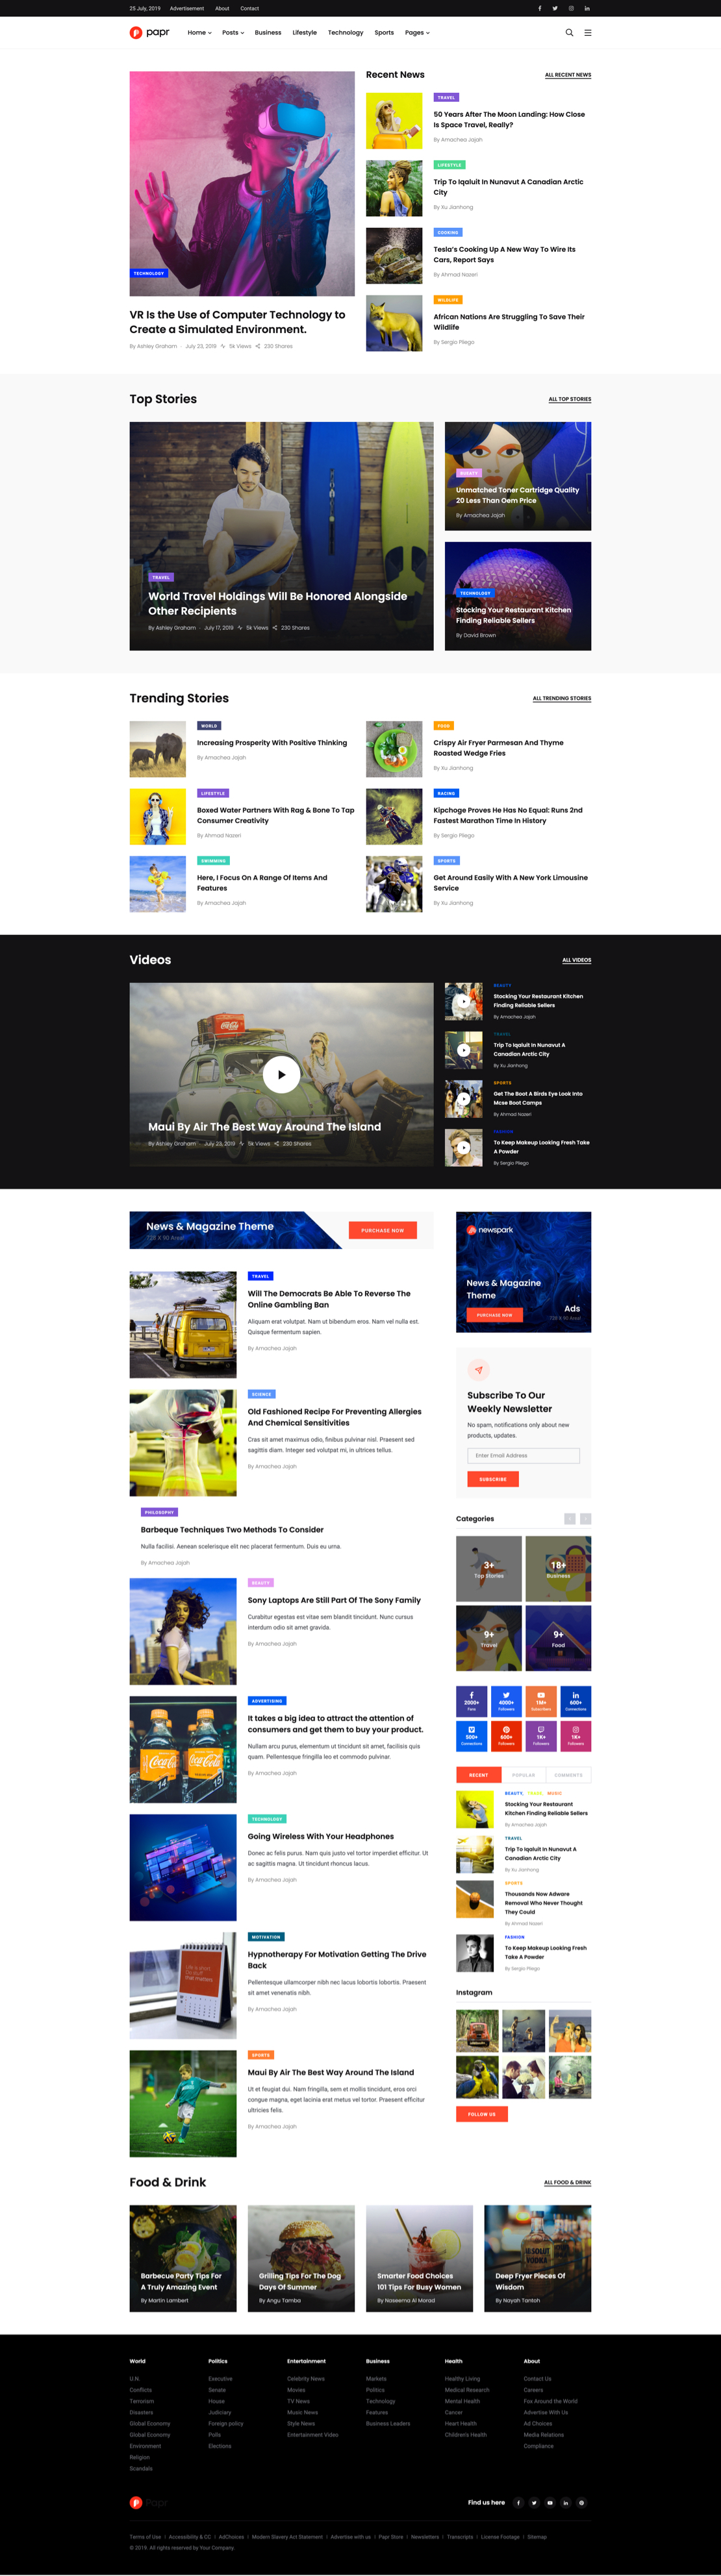 25 July, 2019 Advertisement About Contact
papr Home Posts Business Lifestyle Technology Sports Pages
TECHNOLOGY
VR Is the Use of Computer Technology to
Create a Simulated Environment.
By Ashley Graham - July 23, 2019 5k Views 230 Shares
Recent News ALL RECENT NEWS
TRAVEL
50 Years After The Moon Landing: How Close
Is Space Travel, Really?
By Amachea Jajah
LIFESTYLE
Trip To Iqaluit In Nunavut A Canadian Arctic
City
By Xu Jianhong
COOKING
Tesla's Cooking Up A New Way To Wire Its
Cars, Report Says
By Ahmad Nazeri
WILDLIFE
African Nations Are Struggling To Save Their
Wildlife
By Sergio Pliego
Top Stories ALL TOP STORIES
TRAVEL
World Travel Holdings Will Be Honored Alongside
Other Recipients
By Ashley Graham - July 17, 2019 5k Views 230 Shares
BUEATY
Unmatched Toner Cartridge Quality
20 Less Than Oem Price
By Amachea Jajah
TECHNOLOGY
Stocking Your Restaurant Kitchen
Finding Reliable Sellers
By David Brown
Trending Stories ALL TRENDING STORIES
WORLD
Increasing Prosperity With Positive Thinking
By Amachea Jajah
FOOD
Crispy Air Fryer Parmesan And Thyme
Roasted Wedge Fries
By Xu Jianhong
LIFESTYLE
Boxed Water Partners With Rag & Bone To Tap
Consumer Creativity
By Ahmad Nazeri
RACING
Kipchoge Proves He Has No Equal: Runs 2nd
Fastest Marathon Time In History
By Sergio Pliego
SWIMMING
Here, I Focus On A Range Of Items And
Features
By Amachea Jajah
SPORTS
Get Around Easily With A New York Limousine
Service
By Xu Jianhong
Videos ALL VIDEOS
Coca-Cola
Maui By Air The Best Way Around The Island
By Ashley Graham - July 23, 2019 5k Views 230 Shares
BEAUTY
Stocking Your Restaurant Kitchen
Finding Reliable Sellers
By Amachea Jajah
TRAVEL
Trip To Iqaluit In Nunavut A
Canadian Arctic City
By Xu Jianhong
SPORTS
Get The Boot A Birds Eye Look Into
Mcse Boot Camps
By Ahmad Nazeri
FASHION
To Keep Makeup Looking Fresh Take
A Powder
By Sergio Pliego
News & Magazine Theme
728 X 90 Area!
PURCHASE NOW
TRAVEL
Will The Democrats Be Able To Reverse The
Online Gambling Ban
Aliquam erat volutpat. Nam ut bibendum eros. Nam vel nulla est.
Quisque fermentum sapien.
By Amachea Jajah
SCIENCE
Old Fashioned Recipe For Preventing Allergies
And Chemical Sensitivities
Cras sit amet maximus odio, finibus pulvinar nisl. Praesent sed
sagittis diam. Integer sed volutpat mi, in ultrices tellus.
By Amachea Jajah
PHILOSOPHY
Barbeque Techniques Two Methods To Consider
Nulla facilisi. Aenean scelerisque elit nec placerat fermentum. Duis eu urna.
By Amachea Jajah
BEAUTY
Sony Laptops Are Still Part Of The Sony Family
Curabitur egestas est vitae sem blandit tincidunt. Nunc cursus
interdum odio sit amet gravida.
By Amachea Jajah
ADVERTISING
It takes a big idea to attract the attention of
consumers and get them to buy your product.
Nullam arcu purus, elementum ut tincidunt sit amet, facilisis quis
quam. Pellentesque fringilla leo et commodo pulvinar.
By Amachea Jajah
Coca-Cola Coca-Cola
14 15
TECHNOLOGY
Going Wireless With Your Headphones
Donec ac felis purus. Nam quis justo vel tortor imperdiet efficitur. Ut
ac sagittis magna. Ut tincidunt rhoncus lacus.
By Amachea Jajah
MOTIVATION
Hypnotherapy For Motivation Getting The Drive
Back
Pellentesque ullamcorper nibh nec lacus lobortis lobortis. Praesent
sit amet venenatis nibh.
By Amachea Jajah
SPORTS
Maui By Air The Best Way Around The Island
Ut et feugiat dui. Nam fringilla, sem et mollis tincidunt, eros orci
congue magna, eget lacinia erat metus vel tortor. Praesent efficitur
ultricies felis.
By Amachea Jajah
newspark
News & Magazine
Theme
PURCHASE NOW
Ads
728 X 90 Area!
Subscribe To Our
Weekly Newsletter
No spam, notifications only about new
products, updates.
Enter Email Address
SUBSCRIBE
Categories
3+
Top Stories
18+
Business
9+
Travel
9+
Food
2000+ 4000+ 1M+ 600+
Fans Followers Subscribers Connections
500+ 600+ 1K+ 1K+
Connections Followers Followers Followers
RECENT POPULAR COMMENTS
BEAUTY, MUSIC
Stocking Your Restaurant
Kitchen Finding Reliable Sellers
By Amachea Jajah
TRAVEL
Trip To Iqaluit In Nunavut A
Canadian Arctic City
By Xu Jianhong
SPORTS
Thousands Now Adware
Removal Who Never Thought
They Could
By Ahmad Nazeri
FASHION
To Keep Makeup Looking Fresh
Take A Powder
By Sergio Pliego
Instagram
FOLLOW US
Food & Drink ALL FOOD & DRINK
Barbecue Party Tips For
A Truly Amazing Event
By Martin Lambert
Grilling Tips For The Dog
Days Of Summer
By Angu Tamba
Smarter Food Choices
101 Tips For Busy Women
By Naseema Al Morad
Deep Fryer Pieces Of
Wisdom
By Nayah Tantoh
World Politics Entertainment Business Health About
U.N. Executive Celebrity News Markets Healthy Living Contact Us
Conflicts Senate Movies Politics Medical Research Careers
Terrorism House TV News Technology Mental Health Fox Around the World
Disasters Judiciary Music News Features Cancer Advertise With Us
Global Economy Foreign policy Style News Business Leaders Heart Health Ad Choices
Global Economy Polls Entertainment Video Children's Health Media Relations
Environment Elections Compliance
Religion
Scandals
Papr Find us here
Terms of Use | Accessibility & CC | AdChoices | Modern Slavery Act Statement | Advertise with us | Papr Store | Newsletters | Transcripts | License Footage | Sitemap
© 2019. All rights reserved by Your Company.